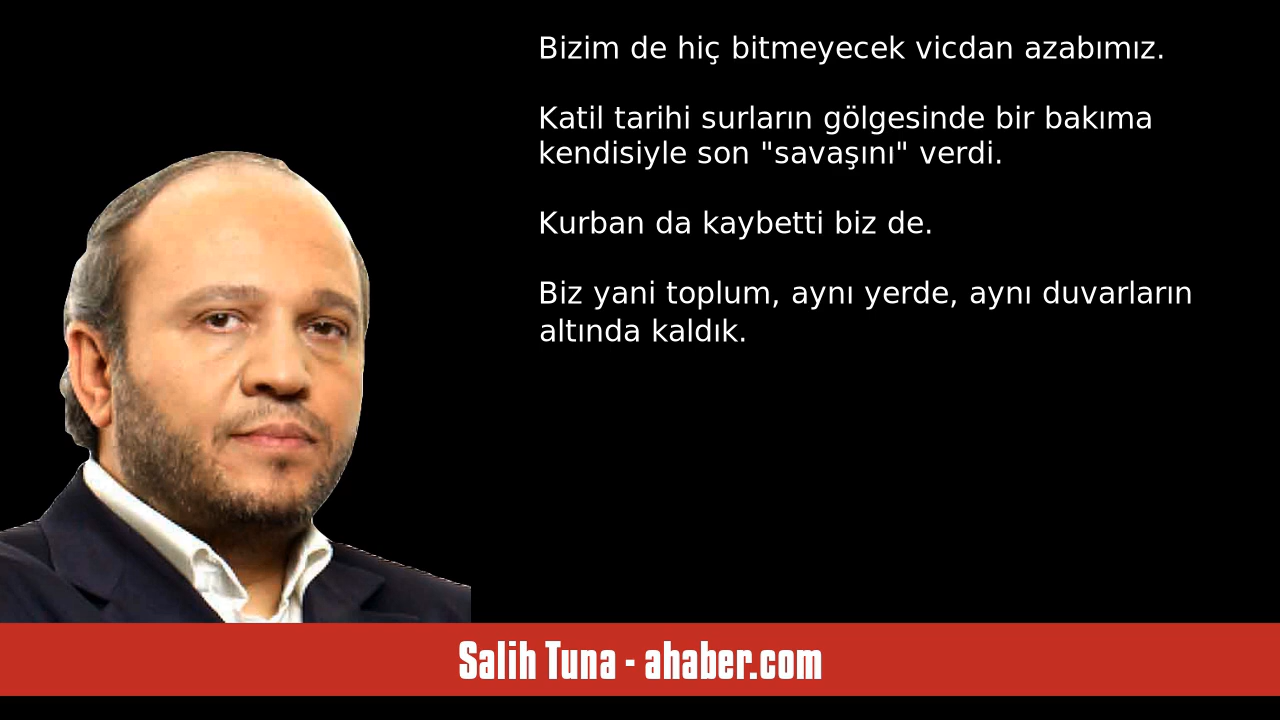 Bizim de hiç bitmeyecek vicdan azabımız.
Katil tarihi surların gölgesinde bir bakıma
kendisiyle son "savaşını" verdi.
Kurban da kaybetti biz de.
Biz yani toplum, aynı yerde, aynı duvarların
altında kaldık.
Salih Tuna - ahaber.com